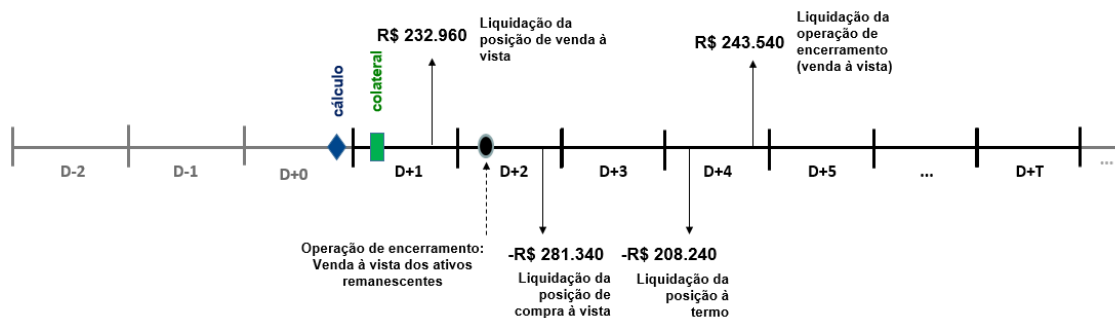 R$ 232.960
Liquidação da
posição de venda à
vista
R$ 243.540
Liquidação da
operação de
encerramento
(venda à vista)
cálculo
colateral
D-2
D-1
D+0
D+1
D+2
D+3
D+4
D+5
...
D+T
...
Operação de encerramento:
Venda à vista dos ativos
remanescentes
-R$ 281.340
Liquidação da
posição de
compra à vista
-R$ 208.240
Liquidação da
posição à
termo